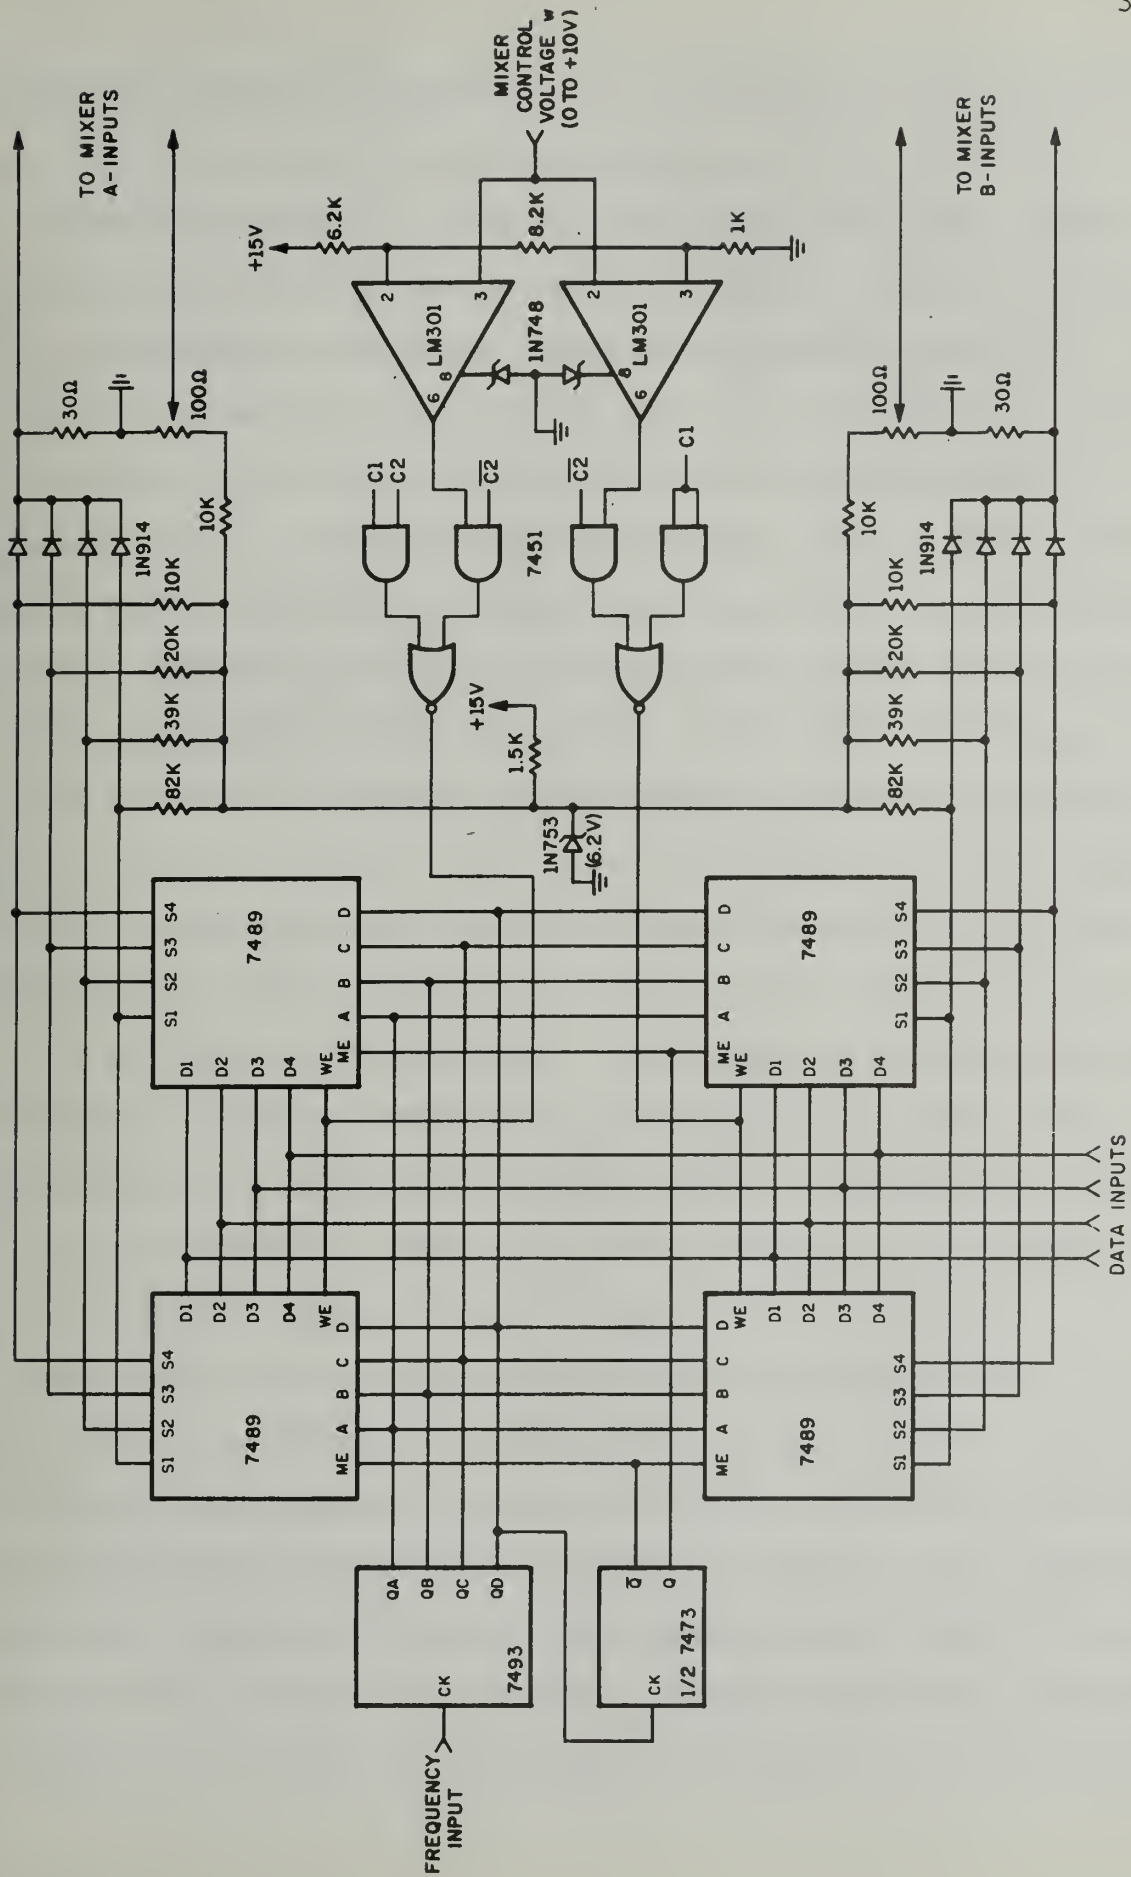 3
TO MIXER
A-INPUTS
MIXER
CONTROL
VOLTAGE w
(0 TO +10V)
TO MIXER
B-INPUTS
30Ω
100Ω
10K
1N914
10K
20K
39K
82K
+15V
6.2K
8.2K
1K
2
3
LM301
6
8
1N748
2
3
LM301
6
8
C1
C2
C2
C2
C1
7451
+15V
1.5K
1N753
(6.2V)
100Ω
30Ω
10K
1N914
10K
20K
39K
82K
S4
S3
S2
S1
7489
D
C
B
A
ME
D1
D2
D3
D4
WE
D
C
B
A
ME
WE
D1
D2
D3
D4
7489
S4
S3
S2
S1
D1
D2
D3
D4
WE
S4
S3
S2
S1
7489
D
C
B
A
ME
D
C
B
A
ME
WE
D1
D2
D3
D4
7489
S4
S3
S2
S1
DATA INPUTS
QA
QB
QC
QD
CK
7493
Q
Q
CK
1/2 7473
FREQUENCY
INPUT